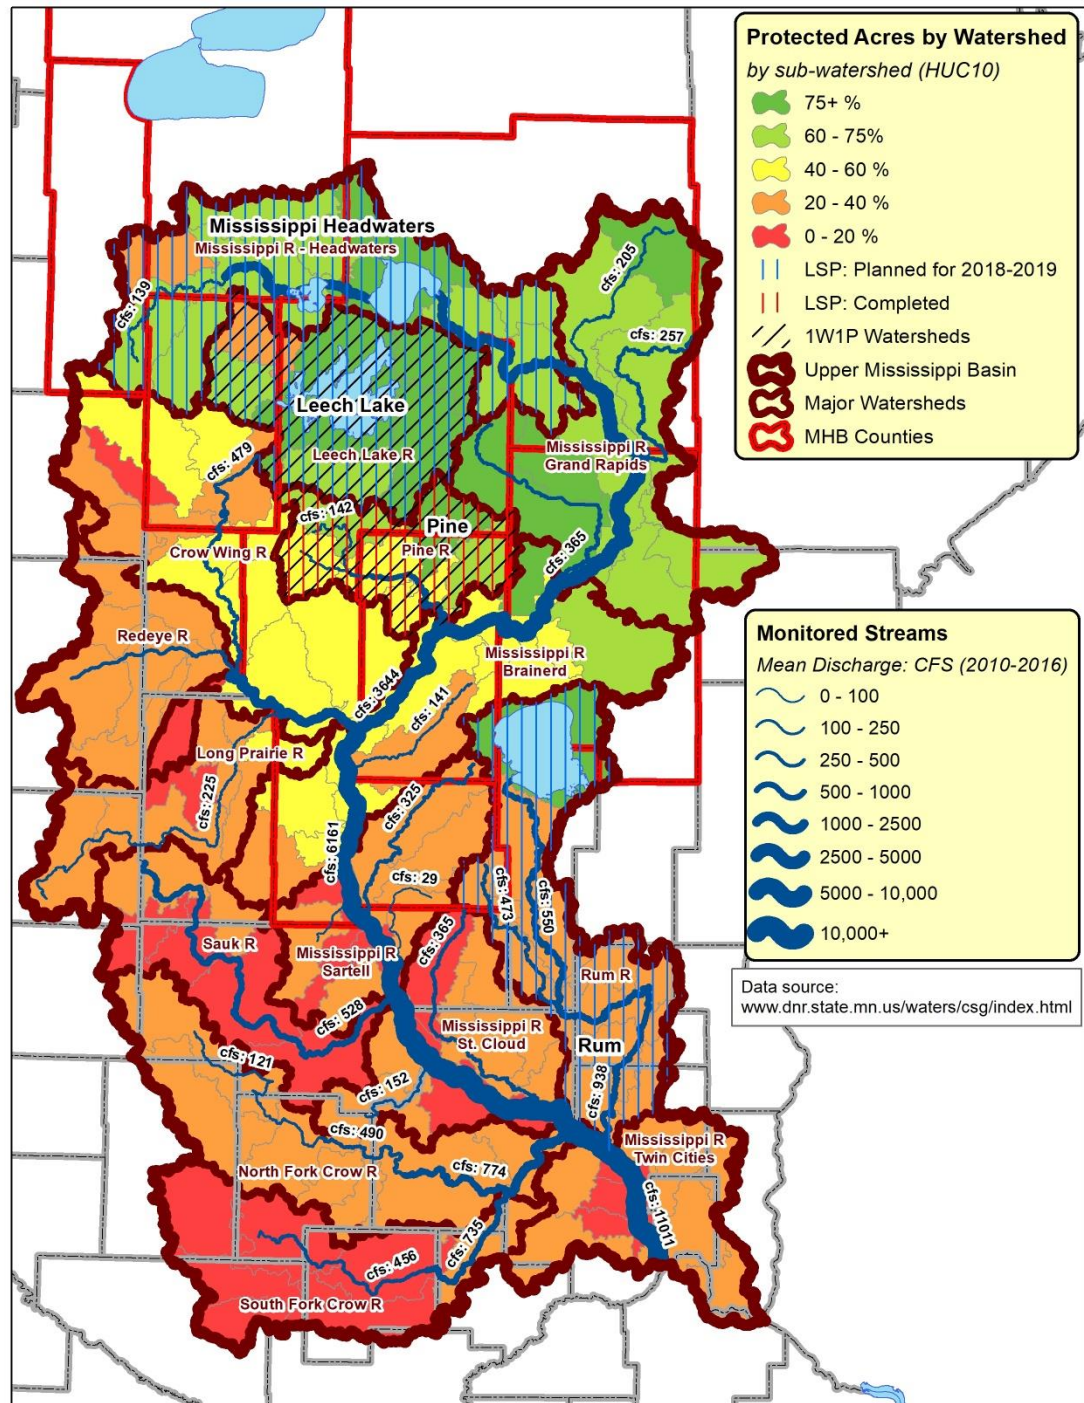 Protected Acres by Watershed
by sub-watershed (HUC10)
75+ %
60 - 75%
40 - 60 %
20 - 40 %
0 - 20 %
LSP: Planned for 2018-2019
LSP: Completed
1W1P Watersheds
Upper Mississippi Basin
Major Watersheds
MHB Counties
Mississippi Headwaters
Mississippi R - Headwaters
cfs: 205
cfs: 139
cfs: 257
Leech Lake
Leech Lake R
Mississippi R
Grand Rapids
cfs: 479
cfs: 142
Pine
Pine R
Crow Wing R
cfs: 365
Redeye R
Mississippi R
Brainerd
cfs: 3644
cfs: 141
Long Prairie R
cfs: 225
cfs: 325
cfs: 6161
cfs: 29
cfs: 473
cfs: 550
cfs: 365
Sauk R
Mississippi R
Sartell
Rum R
cfs: 528
Mississippi R
St. Cloud
Rum
cfs: 121
cfs: 152
cfs: 938
cfs: 490
Mississippi R
Twin Cities
North Fork Crow R
cfs: 774
cfs: 11011
cfs: 735
cfs: 456
South Fork Crow R
Monitored Streams
Mean Discharge: CFS (2010-2016)
0 - 100
100 - 250
250 - 500
500 - 1000
1000 - 2500
2500 - 5000
5000 - 10,000
10,000+
Data source:
www.dnr.state.mn.us/waters/csg/index.html